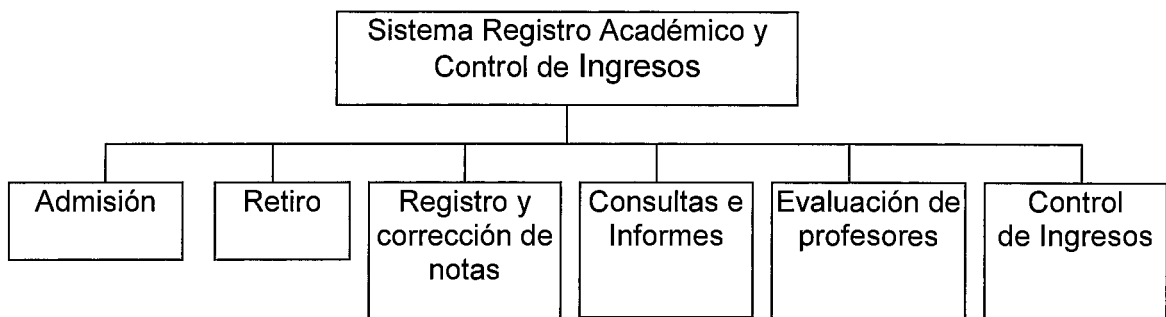 Sistema Registro Académico y
Control de Ingresos
Admisión
Retiro
Registro y
corrección de
notas
Consultas e
Informes
Evaluación de
profesores
Control
de Ingresos